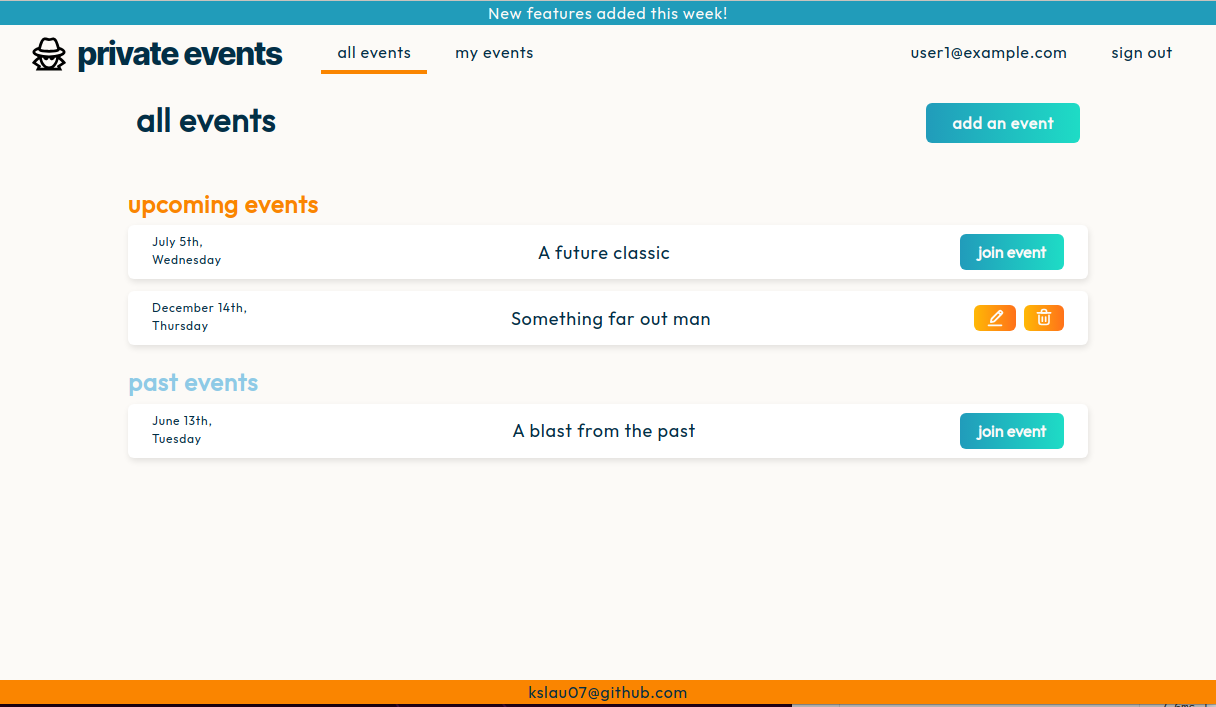 New features added this week!
private events
all events
my events
user1@example.com
sign out
all events
add an event
upcoming events
July 5th,
Wednesday
A future classic
join event
December 14th,
Thursday
Something far out man
past events
June 13th,
Tuesday
A blast from the past
join event
kslau07@github.com